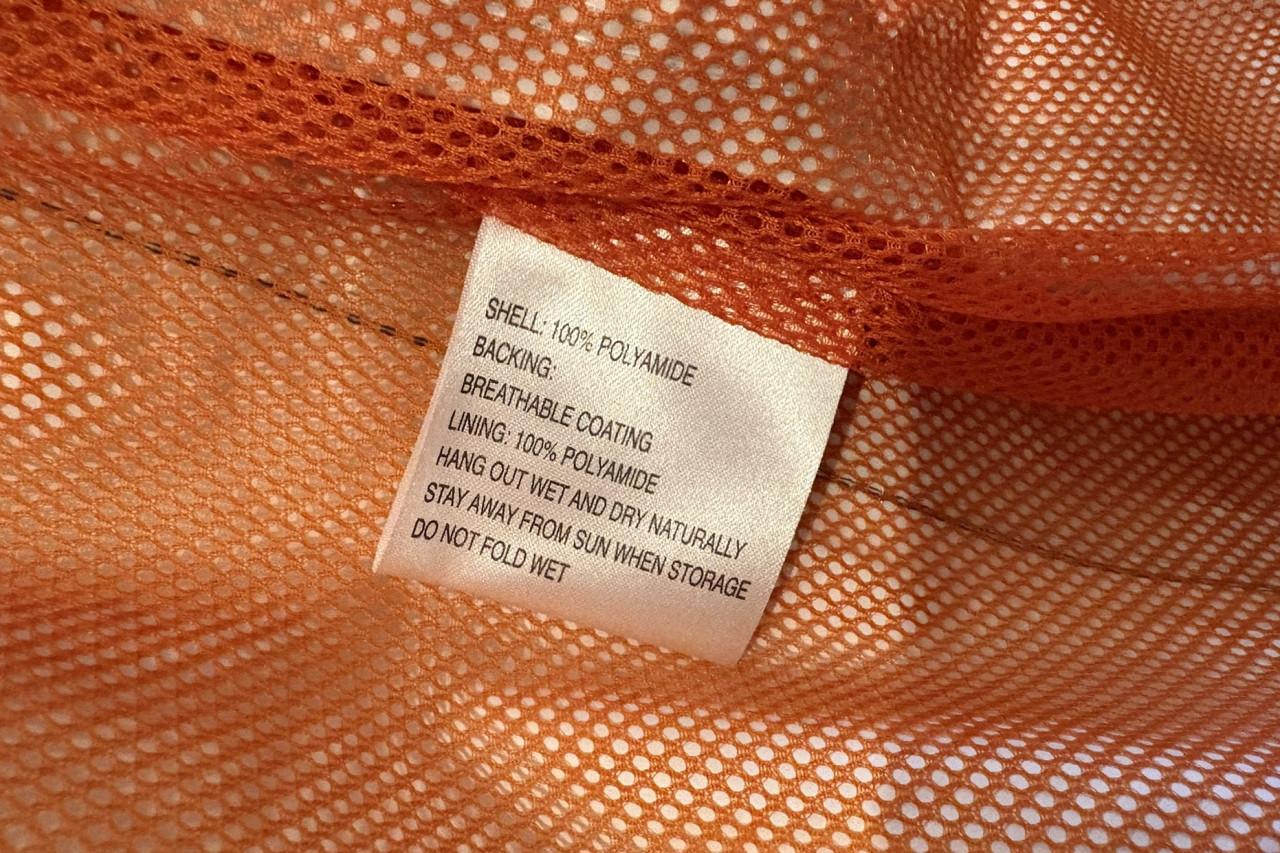 SHELL: 100% POLYAMIDE
BACKING:
BREATHABLE COATING
LINING: 100% POLYAMIDE
HANG OUT WET AND DRY NATURALLY
STAY AWAY FROM SUN WHEN STORAGE
DO NOT FOLD WET